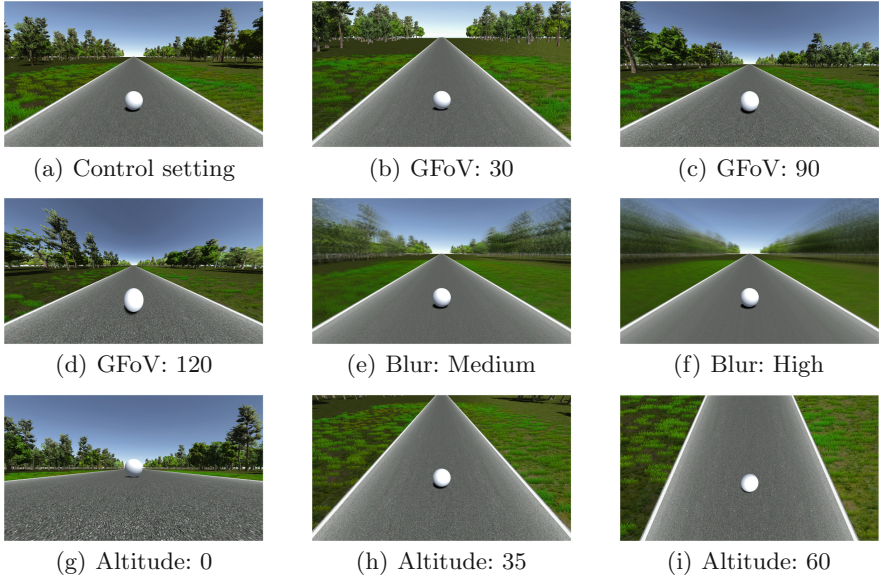 (a) Control setting
(b) GFoV: 30
(c) GFoV: 90
(d) GFoV: 120
(e) Blur: Medium
(f) Blur: High
(g) Altitude: 0
(h) Altitude: 35
(i) Altitude: 60